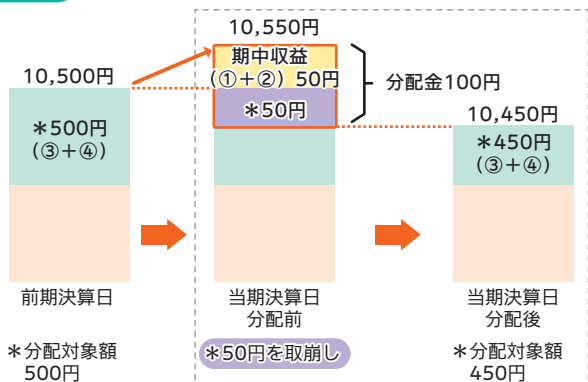 10,550円
期中収益
(①+②) 50円
*50円
分配金100円
10,500円
*500円
(③+④)
10,450円
*450円
(③+④)
前期決算日
当期決算日
分配前
当期決算日
分配後
*分配対象額
500円
*50円を取崩し
*分配対象額
450円